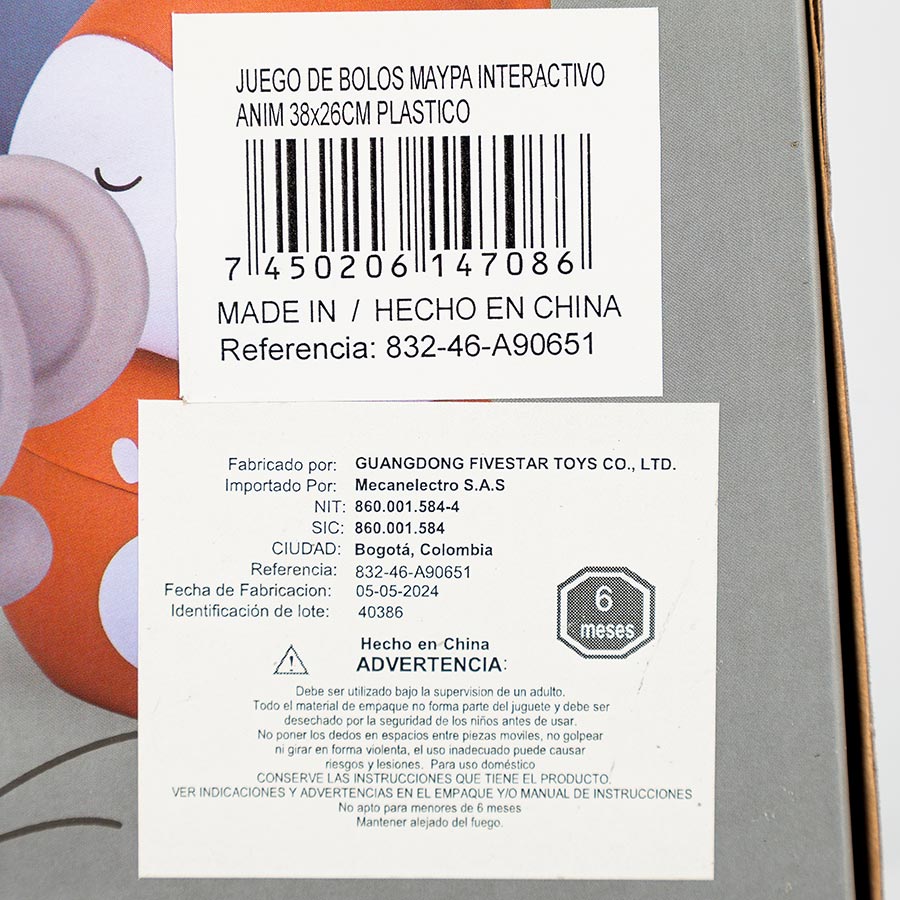 JUEGO DE BOLOS MAYPA INTERACTIVO
ANIM 38x26CM PLASTICO
7 450206 147086
MADE IN / HECHO EN CHINA
Referencia: 832-46-A90651
Fabricado por: GUANGDONG FIVESTAR TOYS CO., LTD.
Importado Por: Mecanelectro S.A.S
NIT: 860.001.584-4
SIC: 860.001.584
CIUDAD: Bogotá, Colombia
Referencia: 832-46-A90651
Fecha de Fabricacion: 05-05-2024
Identificación de lote: 40386
6
meses
Hecho en China
ADVERTENCIA:
Debe ser utilizado bajo la supervision de un adulto.
Todo el material de empaque no forma parte del juguete y debe ser
desechado por la seguridad de los niños antes de usar.
No poner los dedos en espacios entre piezas moviles, no golpear
ni girar en forma violenta, el uso inadecuado puede causar
riesgos y lesiones. Para uso doméstico
CONSERVE LAS INSTRUCCIONES QUE TIENE EL PRODUCTO.
VER INDICACIONES Y ADVERTENCIAS EN EL EMPAQUE Y/O MANUAL DE INSTRUCCIONES
No apto para menores de 6 meses
Mantener alejado del fuego.